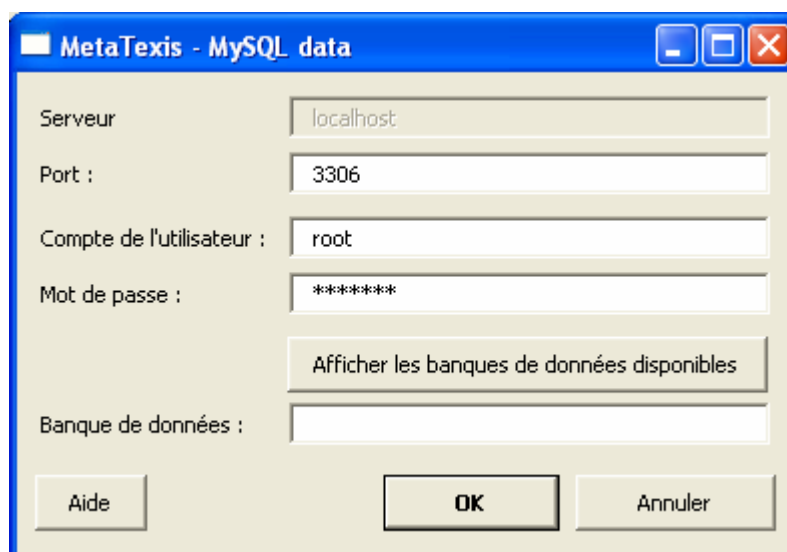 MetaTexis - MySQL data
Serveur localhost
Port : 3306
Compte de l'utilisateur : root
Mot de passe : *******
Afficher les banques de données disponibles
Banque de données :
Aide OK Annuler